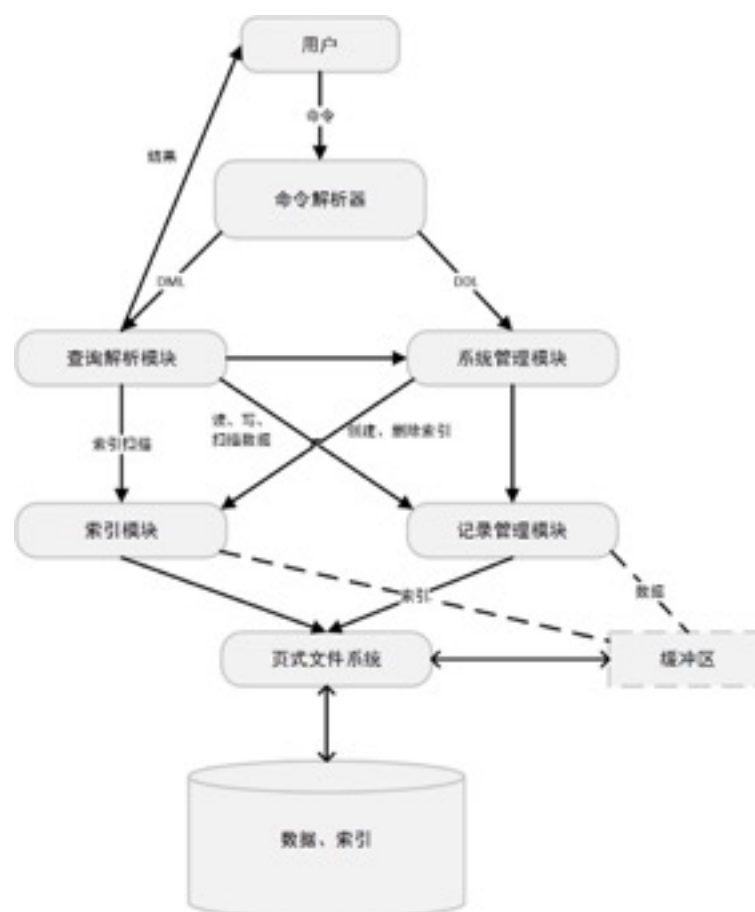 用户
命令
结果
命令解析器
DML
DDL
查询解析模块
系统管理模块
读、写、
扫描数据
创建、删除索引
索引扫描
索引模块
记录管理模块
索引
数据
页式文件系统
缓冲区
数据、索引